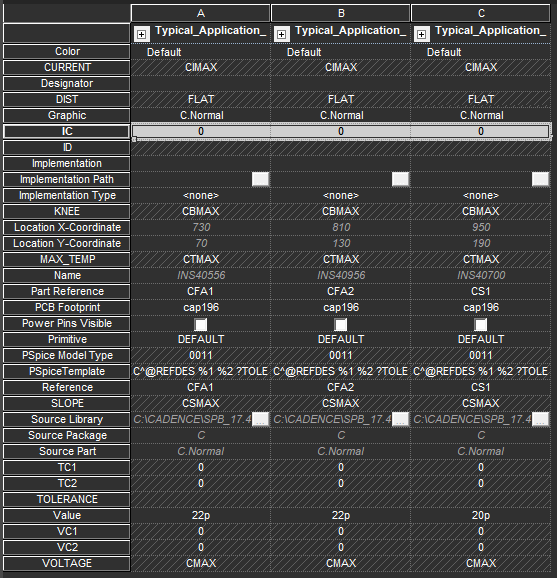 A B C
Typical_Application_ Typical_Application_ Typical_Application_
Color Default Default Default
CURRENT CIMAX CIMAX CIMAX
Designator
DIST FLAT FLAT FLAT
Graphic C.Normal C.Normal C.Normal
IC 0 0 0
ID
Implementation
Implementation Path
Implementation Type <none> <none> <none>
KNEE CBMAX CBMAX CBMAX
Location X-Coordinate 730 810 950
Location Y-Coordinate 70 130 190
MAX_TEMP CTMAX CTMAX CTMAX
Name INS40556 INS40956 INS40700
Part Reference CFA1 CFA2 CS1
PCB Footprint cap196 cap196 cap196
Power Pins Visible
Primitive DEFAULT DEFAULT DEFAULT
PSpice Model Type 0011 0011 0011
PSpiceTemplate C^@REFDES %1 %2 ?TOLE C^@REFDES %1 %2 ?TOLE C^@REFDES %1 %2 ?TOLE
Reference CFA1 CFA2 CS1
SLOPE CSMAX CSMAX CSMAX
Source Library C:\CADENCE\SPB_17.4 ... C:\CADENCE\SPB_17.4 ... C:\CADENCE\SPB_17.4 ...
Source Package C C C
Source Part C.Normal C.Normal C.Normal
TC1 0 0 0
TC2 0 0 0
TOLERANCE
Value 22p 22p 20p
VC1 0 0 0
VC2 0 0 0
VOLTAGE CMAX CMAX CMAX